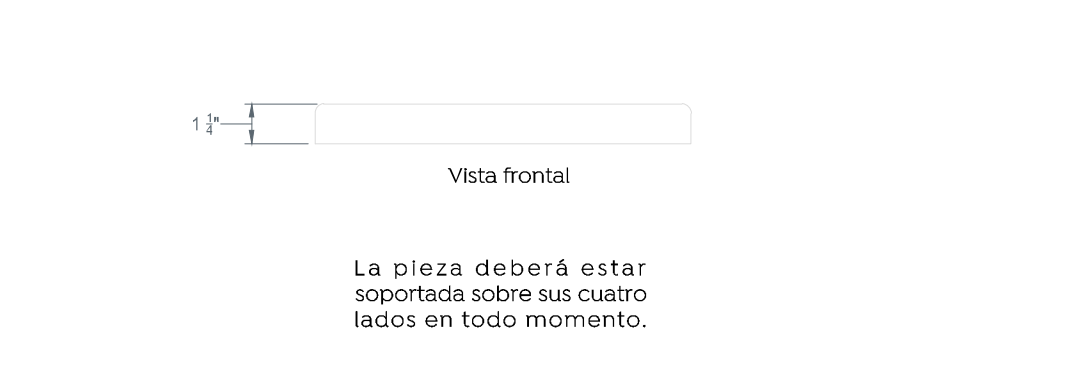 1 1/4"
Vista frontal
La pieza deberá estar
soportada sobre sus cuatro
lados en todo momento.